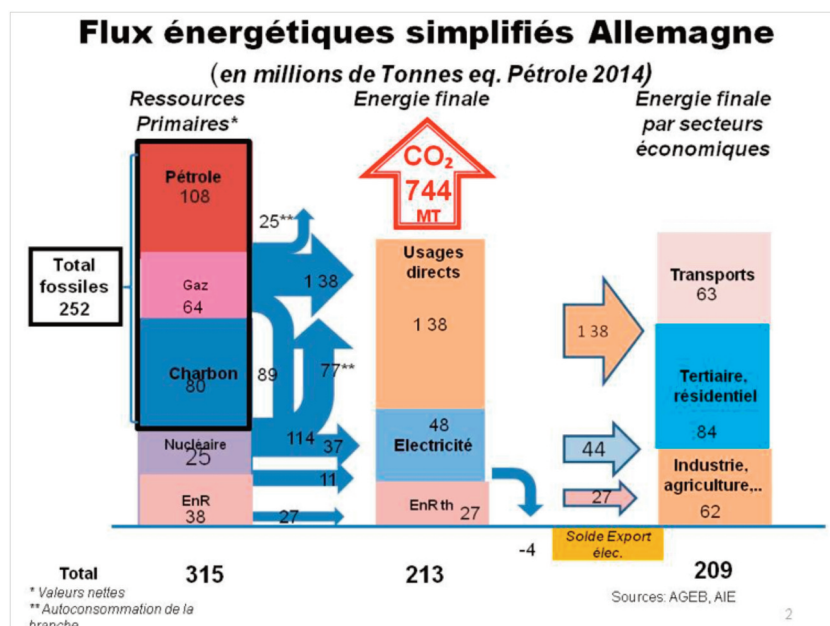 Flux énergétiques simplifiés Allemagne
(en millions de Tonnes eq. Pétrole 2014)
Ressources
Primaires*
Energie finale
Energie finale
par secteurs
économiques
CO₂
744
MT
Pétrole
108
25**
Total
fossiles
252
Gaz
64
1 38
Usages
directs
1 38
1 38
Transports
63
Charbon
80
89
77**
Tertiaire,
résidentiel
84
Nucléaire
25
114
37
48
Electricité
44
11
EnR
38
27
EnR th
27
27
Industrie,
agriculture,..
62
-4
Solde Export
élec.
Total
315
213
209
* Valeurs nettes
** Autoconsommation de la
branche
Sources: AGEB, AIE
2